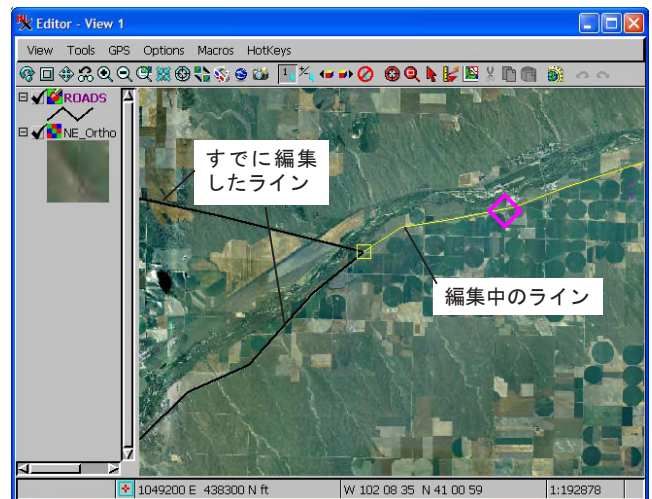 Editor - View 1
View Tools GPS Options Macros HotKeys
ROADS
NE_Ortho
すでに編集
したライン
編集中のライン
1049200 E 438300 N ft
W 102 08 35 N 41 00 59
1:192878